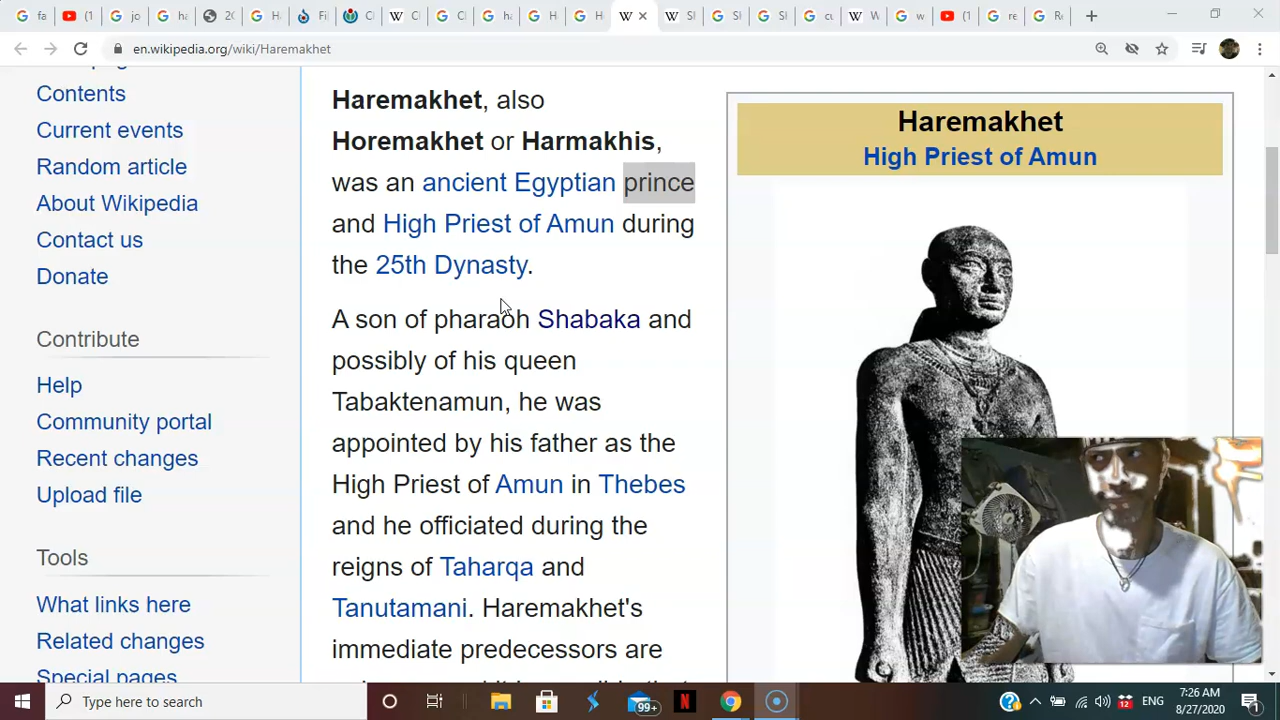 en.wikipedia.org/wiki/Haremakhet
Contents
Current events
Random article
About Wikipedia
Contact us
Donate
Contribute
Help
Community portal
Recent changes
Upload file
Tools
What links here
Related changes
Special pages
Haremakhet, also
Horemakhet or Harmakhis,
was an ancient Egyptian prince
and High Priest of Amun during
the 25th Dynasty.
A son of pharaoh Shabaka and
possibly of his queen
Tabaktenamun, he was
appointed by his father as the
High Priest of Amun in Thebes
and he officiated during the
reigns of Taharqa and
Tanutamani. Haremakhet's
immediate predecessors are
Haremakhet
High Priest of Amun
Type here to search
99+
N
12
ENG
7:26 AM
8/27/2020
1